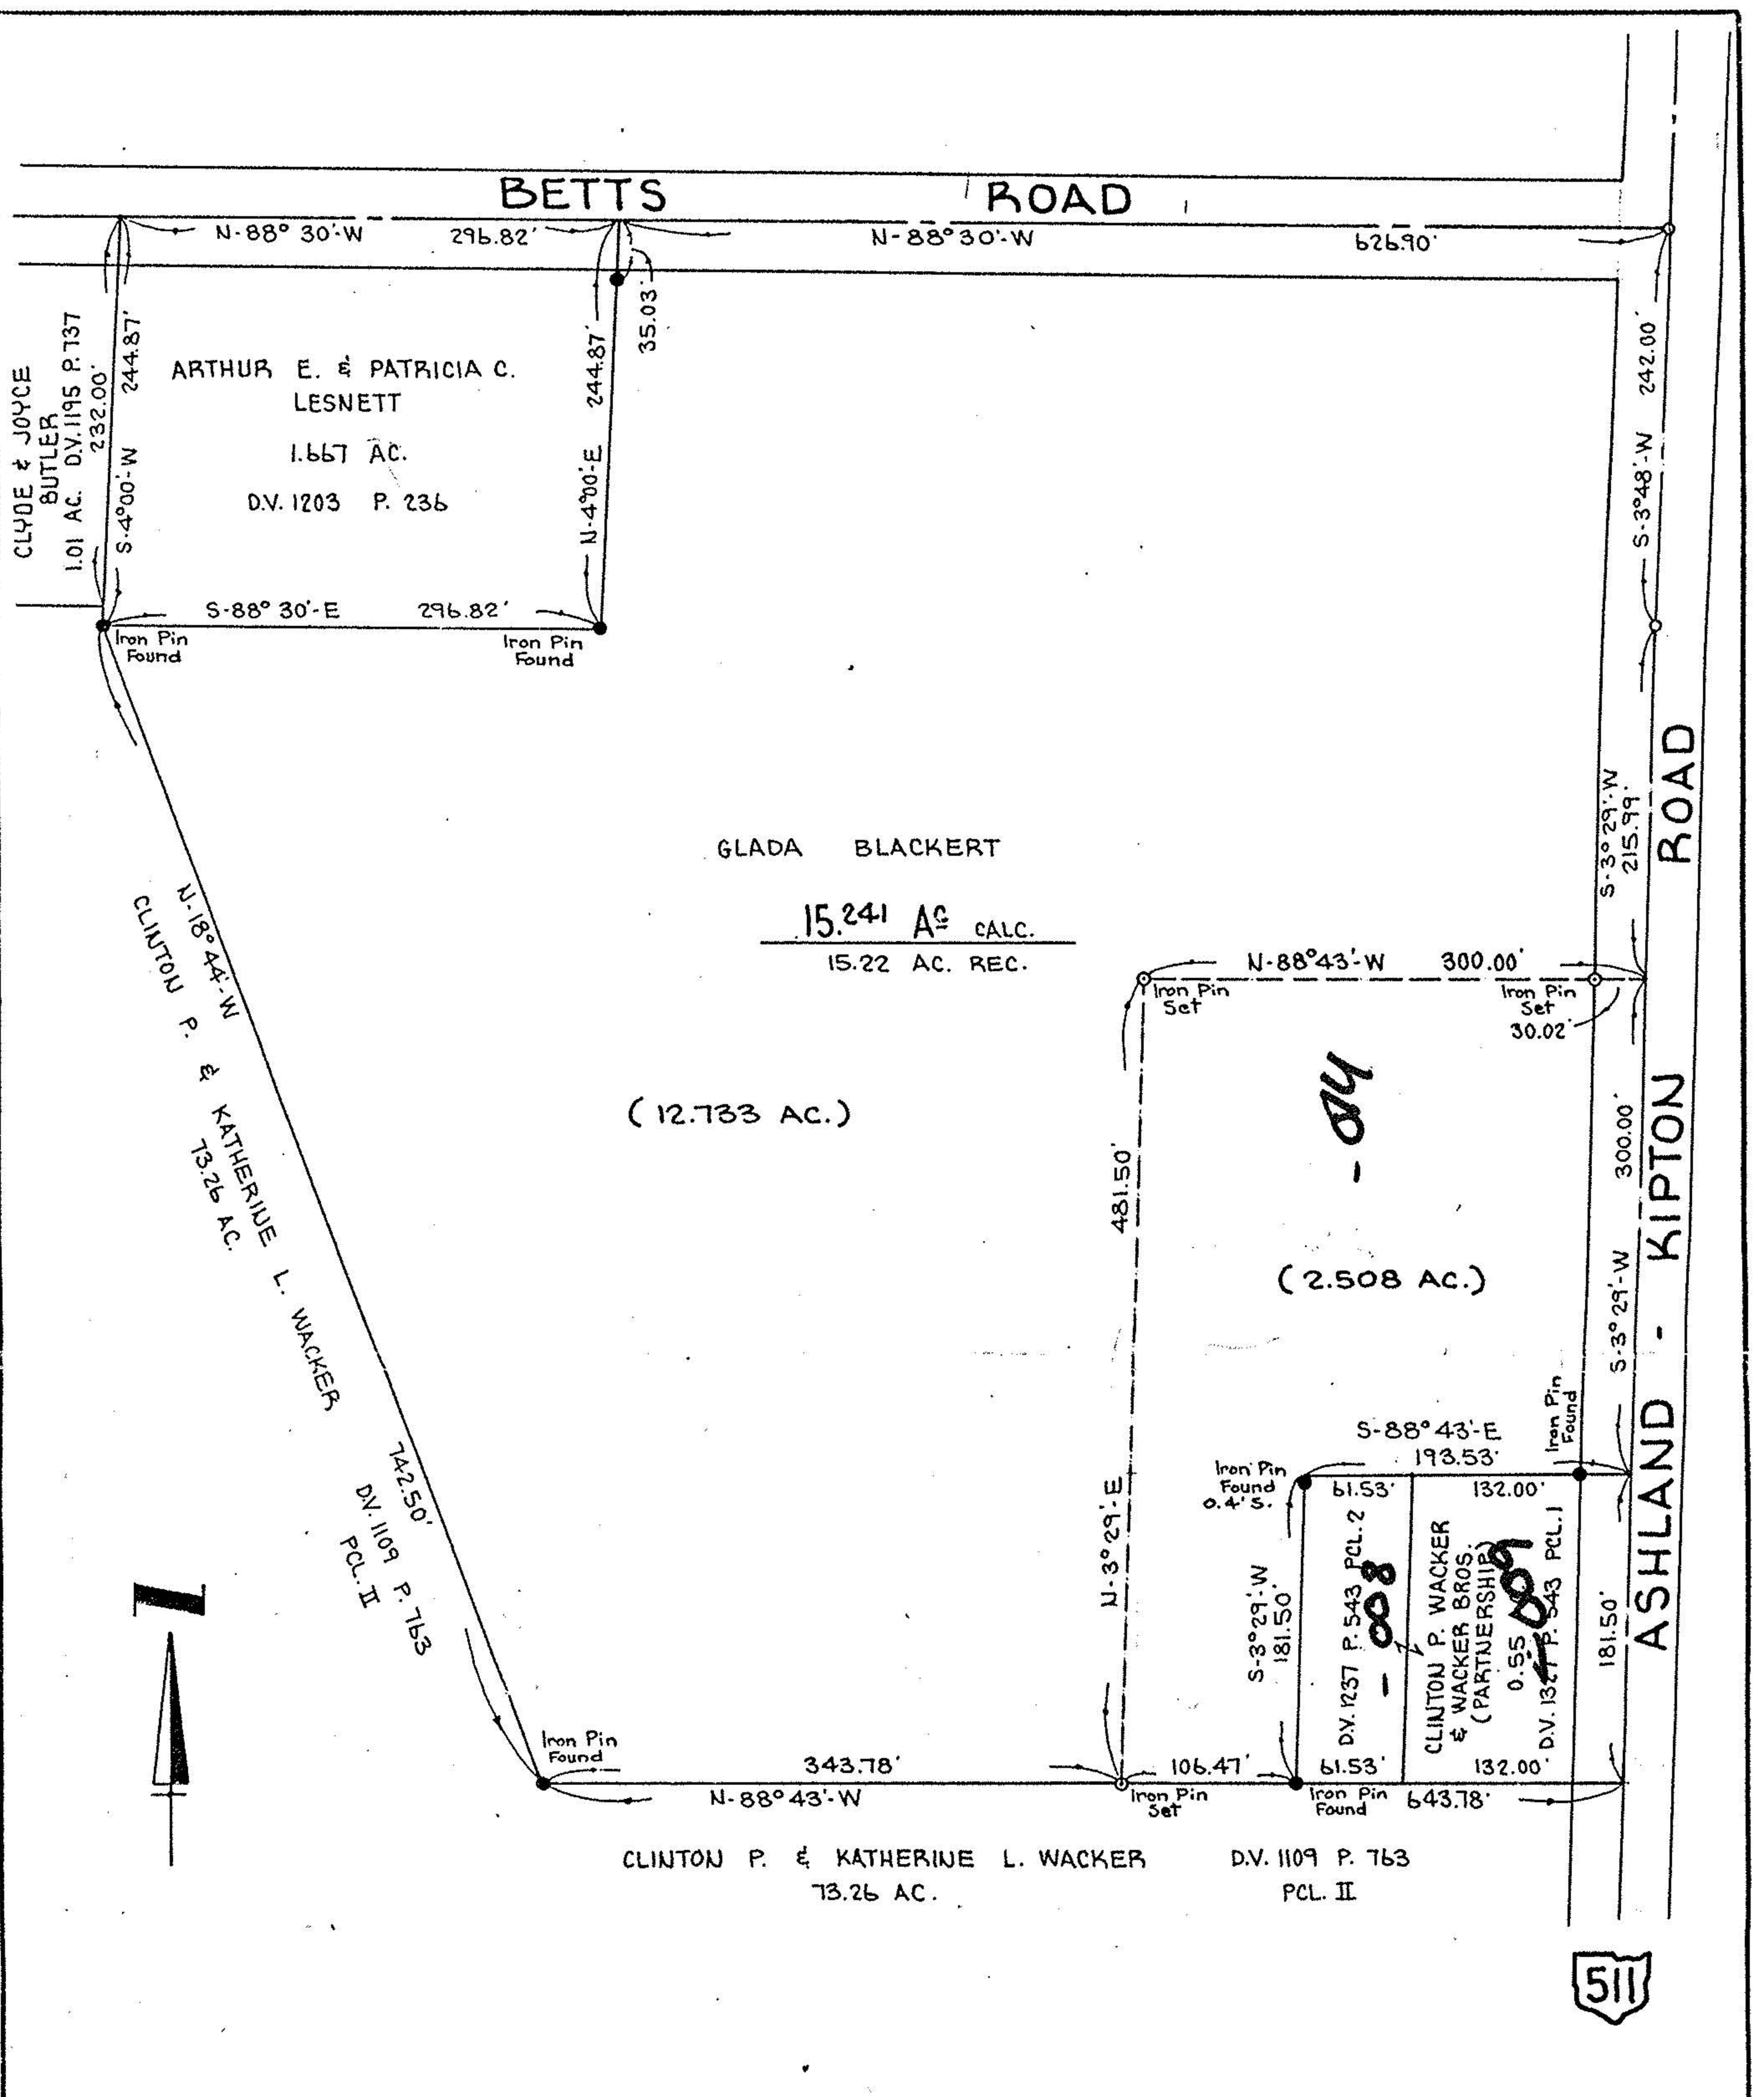 BETTS ROAD
N-88° 30'-W 296.82'
N-88°30'-W 626.90'
35.03'
CLYDE & JOYCE
BUTLER
1.01 AC. D.V. 1195 P. 737
232.00'
S-4°00'-W 244.87'
ARTHUR E. & PATRICIA C.
LESNETT
1.667 AC.
D.V. 1203 P. 236
N-4°00'-E 244.87'
S-88° 30'-E 296.82'
Iron Pin
Found
Iron Pin
Found
S-3°48'-W 242.00'
S-3°29'-W
215.99'
GLADA BLACKERT
15.241 Ac CALC.
15.22 AC. REC.
N-88°43'-W 300.00'
Iron Pin
Set
Iron Pin
Set
30.02'
N-18°44'-W 742.50'
CLINTON P. & KATHERINE L. WACKER D.V. 1109 P. 763
73.26 AC. PCL. II
(12.733 AC.)
N-3°29'-E 481.50'
(2.508 AC.)
S-3°29'-W 300.00'
ASHLAND - KIPTON ROAD
S-88°43'-E
193.53'
Iron Pin
Found
Iron Pin
Found
0.4'S.
61.53' 132.00'
S-3°29'-W
181.50'
D.V. 1237 P. 543 PCL. 2
- 008
CLINTON P. WACKER
& WACKER BROS.
(PARTNERSHIP)
0.55
P. 543 PCL. 1
- 009
181.50'
Iron Pin
Found
343.78' 106.47' 61.53' 132.00'
N-88°43'-W
Iron Pin
Set
Iron Pin
Found
643.78'
CLINTON P. & KATHERINE L. WACKER D.V. 1109 P. 763
73.26 AC. PCL. II
511